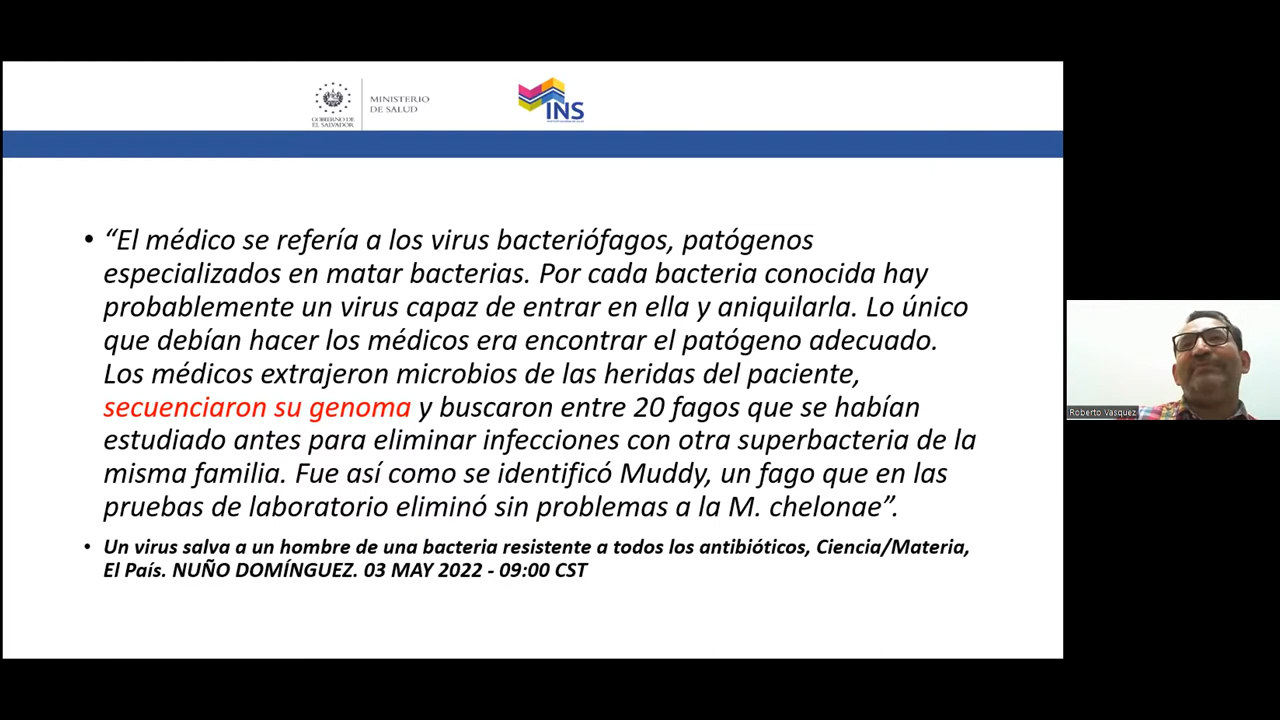 GOBIERNO DE
EL SALVADOR
MINISTERIO
DE SALUD
INS
• “El médico se refería a los virus bacteriófagos, patógenos
especializados en matar bacterias. Por cada bacteria conocida hay
probablemente un virus capaz de entrar en ella y aniquilarla. Lo único
que debían hacer los médicos era encontrar el patógeno adecuado.
Los médicos extrajeron microbios de las heridas del paciente,
secuenciaron su genoma y buscaron entre 20 fagos que se habían
estudiado antes para eliminar infecciones con otra superbacteria de la
misma familia. Fue así como se identificó Muddy, un fago que en las
pruebas de laboratorio eliminó sin problemas a la M. chelonae”.
• Un virus salva a un hombre de una bacteria resistente a todos los antibióticos, Ciencia/Materia,
El País. NUÑO DOMÍNGUEZ. 03 MAY 2022 - 09:00 CST
Roberto Vasquez